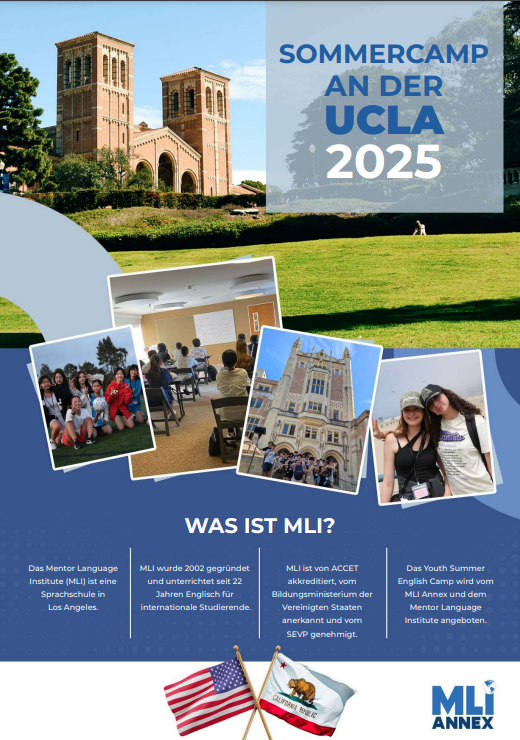 SOMMERCAMP
AN DER
UCLA
2025
WAS IST MLI?
Das Mentor Language
Institute (MLI) ist eine
Sprachschule in
Los Angeles.
MLI wurde 2002 gegründet
und unterrichtet seit 22
Jahren Englisch für
internationale Studierende.
MLI ist von ACCET
akkreditiert, vom
Bildungsministerium der
Vereinigten Staaten
anerkannt und vom
SEVP genehmigt.
Das Youth Summer
English Camp wird vom
MLI Annex und dem
Mentor Language
Institute angeboten.
CALIFORNIA REPUBLIC
MLI
ANNEX